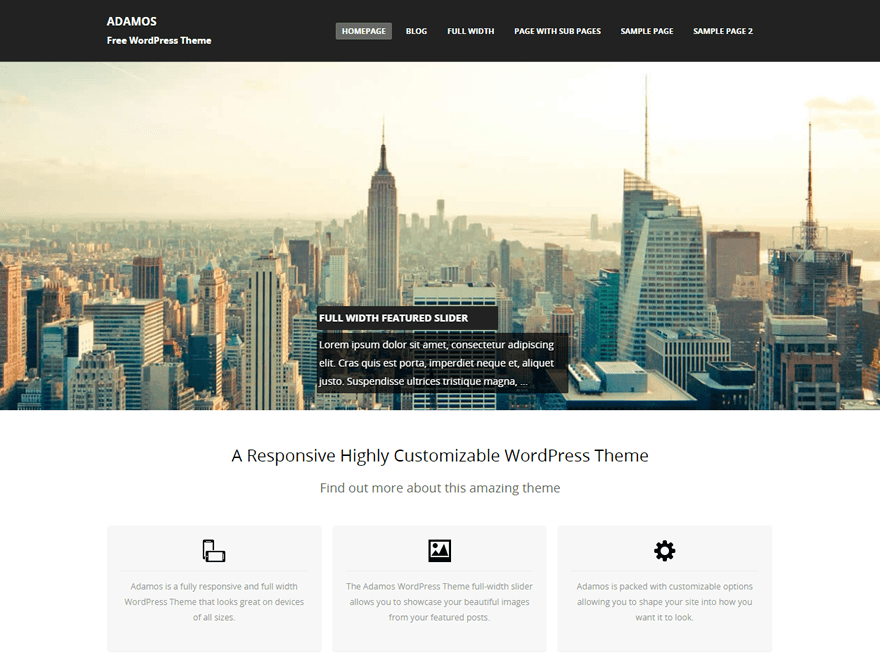 ADAMOS
Free WordPress Theme
HOMEPAGE BLOG FULL WIDTH PAGE WITH SUB PAGES SAMPLE PAGE SAMPLE PAGE 2
FULL WIDTH FEATURED SLIDER
Lorem ipsum dolor sit amet, consectetur adipiscing
elit. Cras quis est porta, imperdiet neque et, aliquet
justo. Suspendisse ultrices tristique magna, ...
A Responsive Highly Customizable WordPress Theme
Find out more about this amazing theme
Adamos is a fully responsive and full width
WordPress Theme that looks great on devices
of all sizes.
The Adamos WordPress Theme full-width slider
allows you to showcase your beautiful images
from your featured posts.
Adamos is packed with customizable options
allowing you to shape your site into how you
want it to look.